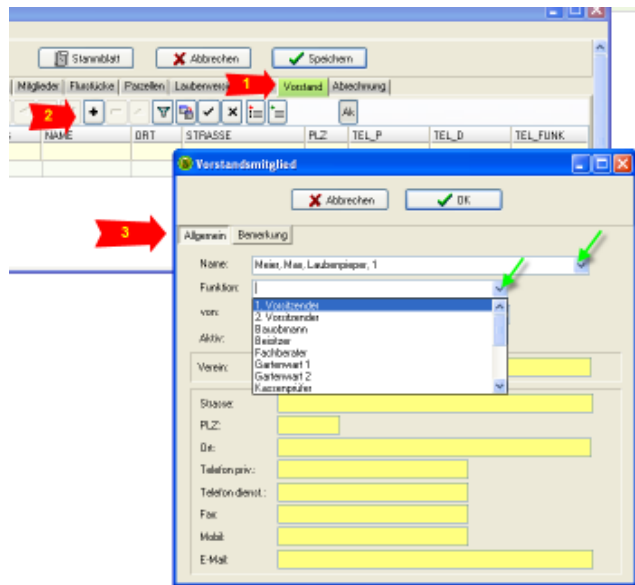 Stammblatt Abbrechen Speichern
Mitglieder Flurstücke Parzellen 1 Vorstand Abrechnung
2 Ak
NAME ORT STRASSE PLZ TEL_P TEL_D TEL_FUNK
Vorstandsmitglied
Abbrechen OK
3 Allgemein Bemerkung
Name: Meier, Max, Laubenpieper, 1
Funktion:
1. Vorsitzender
von: 2. Vorsitzender
Bauobmann
Aktiv: Beisitzer
Fachberater
Verein: Gartenwart 1
Gartenwart 2
Kassenprüfer
Strasse:
PLZ:
Ort:
Telefon priv.:
Telefon dienst.:
Fax:
Mobil:
E-Mail: